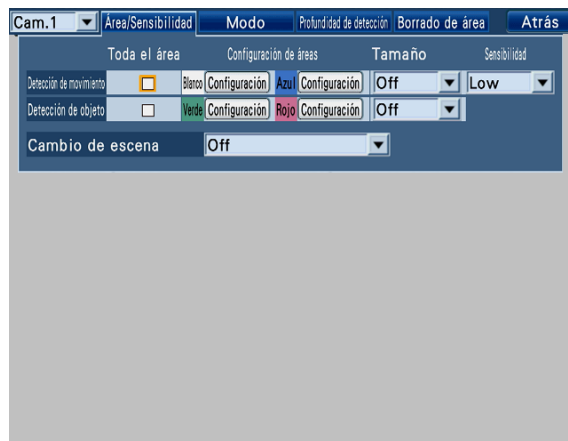 Cam.1 Área/Sensibilidad Modo Profundidad de detección Borrado de área Atrás
Toda el área Configuración de áreas Tamaño Sensibilidad
Detección de movimiento Blanco Configuración Azul Configuración Off Low
Detección de objeto Verde Configuración Rojo Configuración Off
Cambio de escena Off